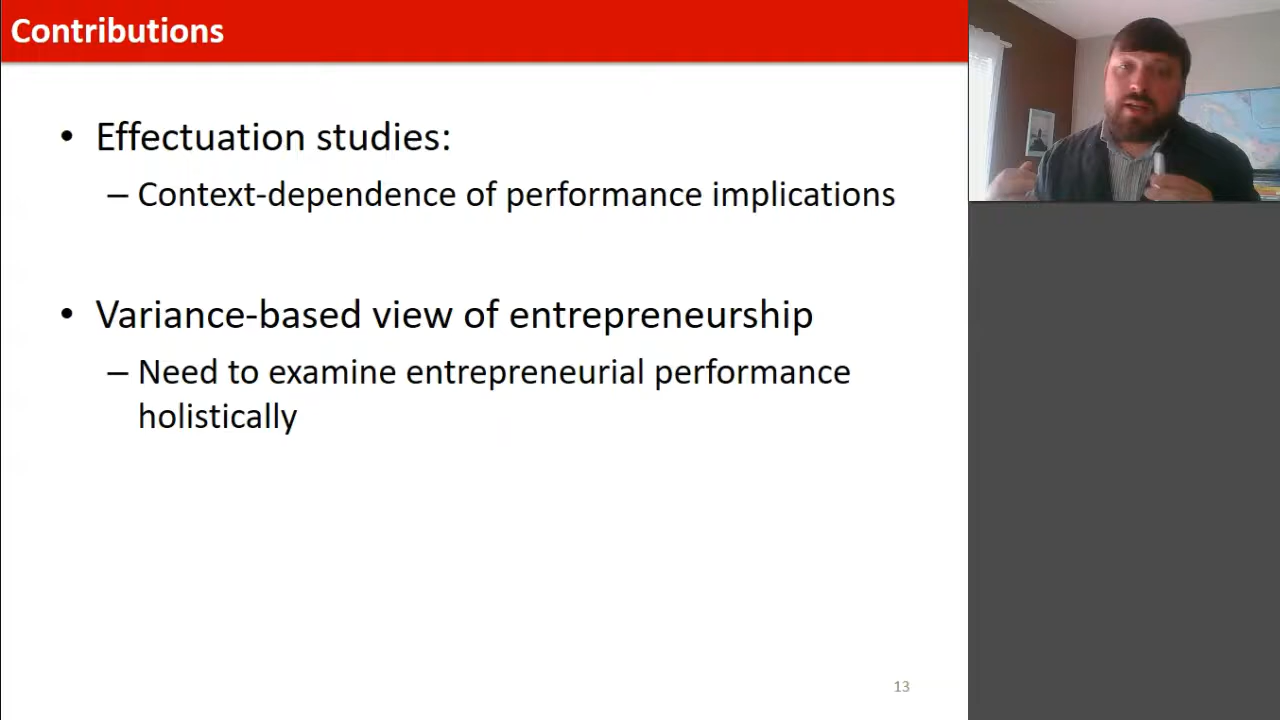 Contributions
• Effectuation studies:
– Context-dependence of performance implications
• Variance-based view of entrepreneurship
– Need to examine entrepreneurial performance
holistically
13